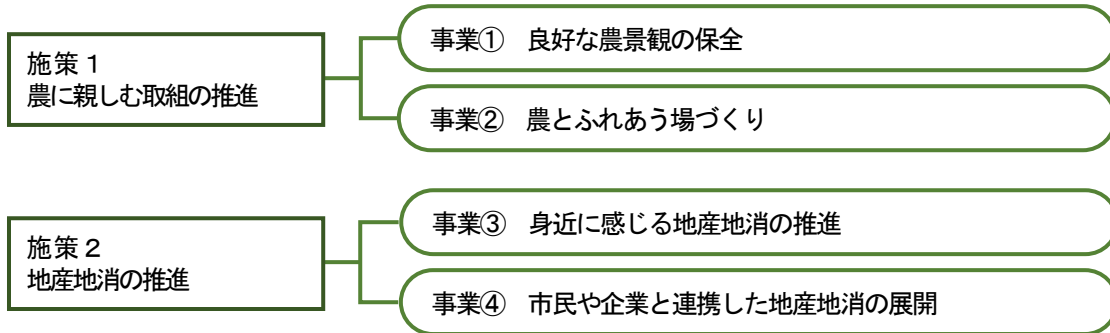 施策１
農に親しむ取組の推進
事業①　良好な農景観の保全
事業②　農とふれあう場づくり
施策２
地産地消の推進
事業③　身近に感じる地産地消の推進
事業④　市民や企業と連携した地産地消の展開